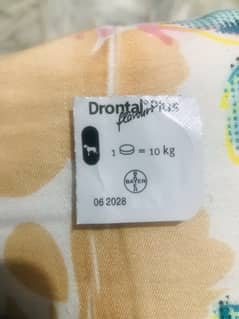 Drontal Plus
flavour
1 = 10 kg
BAYER
06 2028